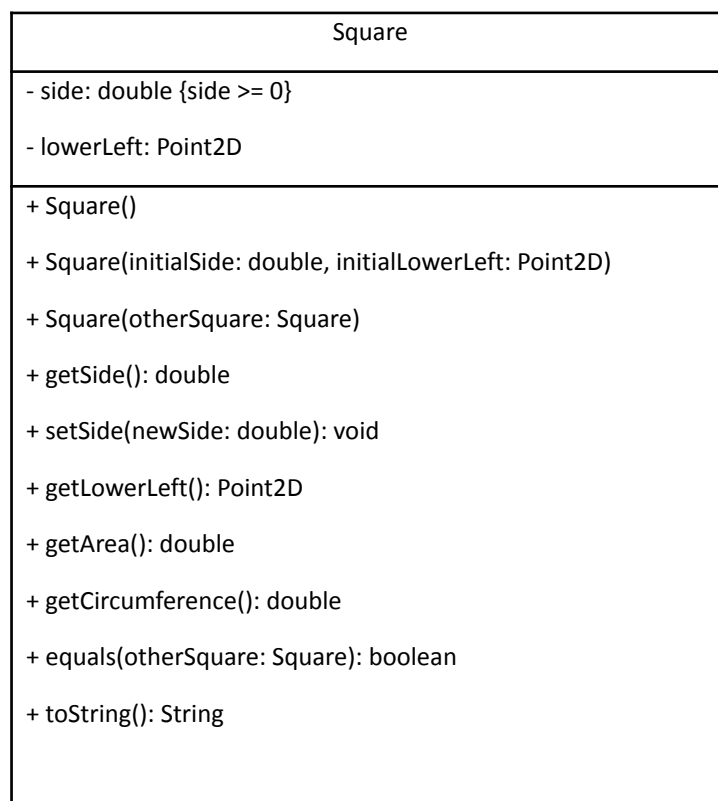 Square
- side: double {side >= 0}
- lowerLeft: Point2D
+ Square()
+ Square(initialSide: double, initialLowerLeft: Point2D)
+ Square(otherSquare: Square)
+ getSide(): double
+ setSide(newSide: double): void
+ getLowerLeft(): Point2D
+ getArea(): double
+ getCircumference(): double
+ equals(otherSquare: Square): boolean
+ toString(): String